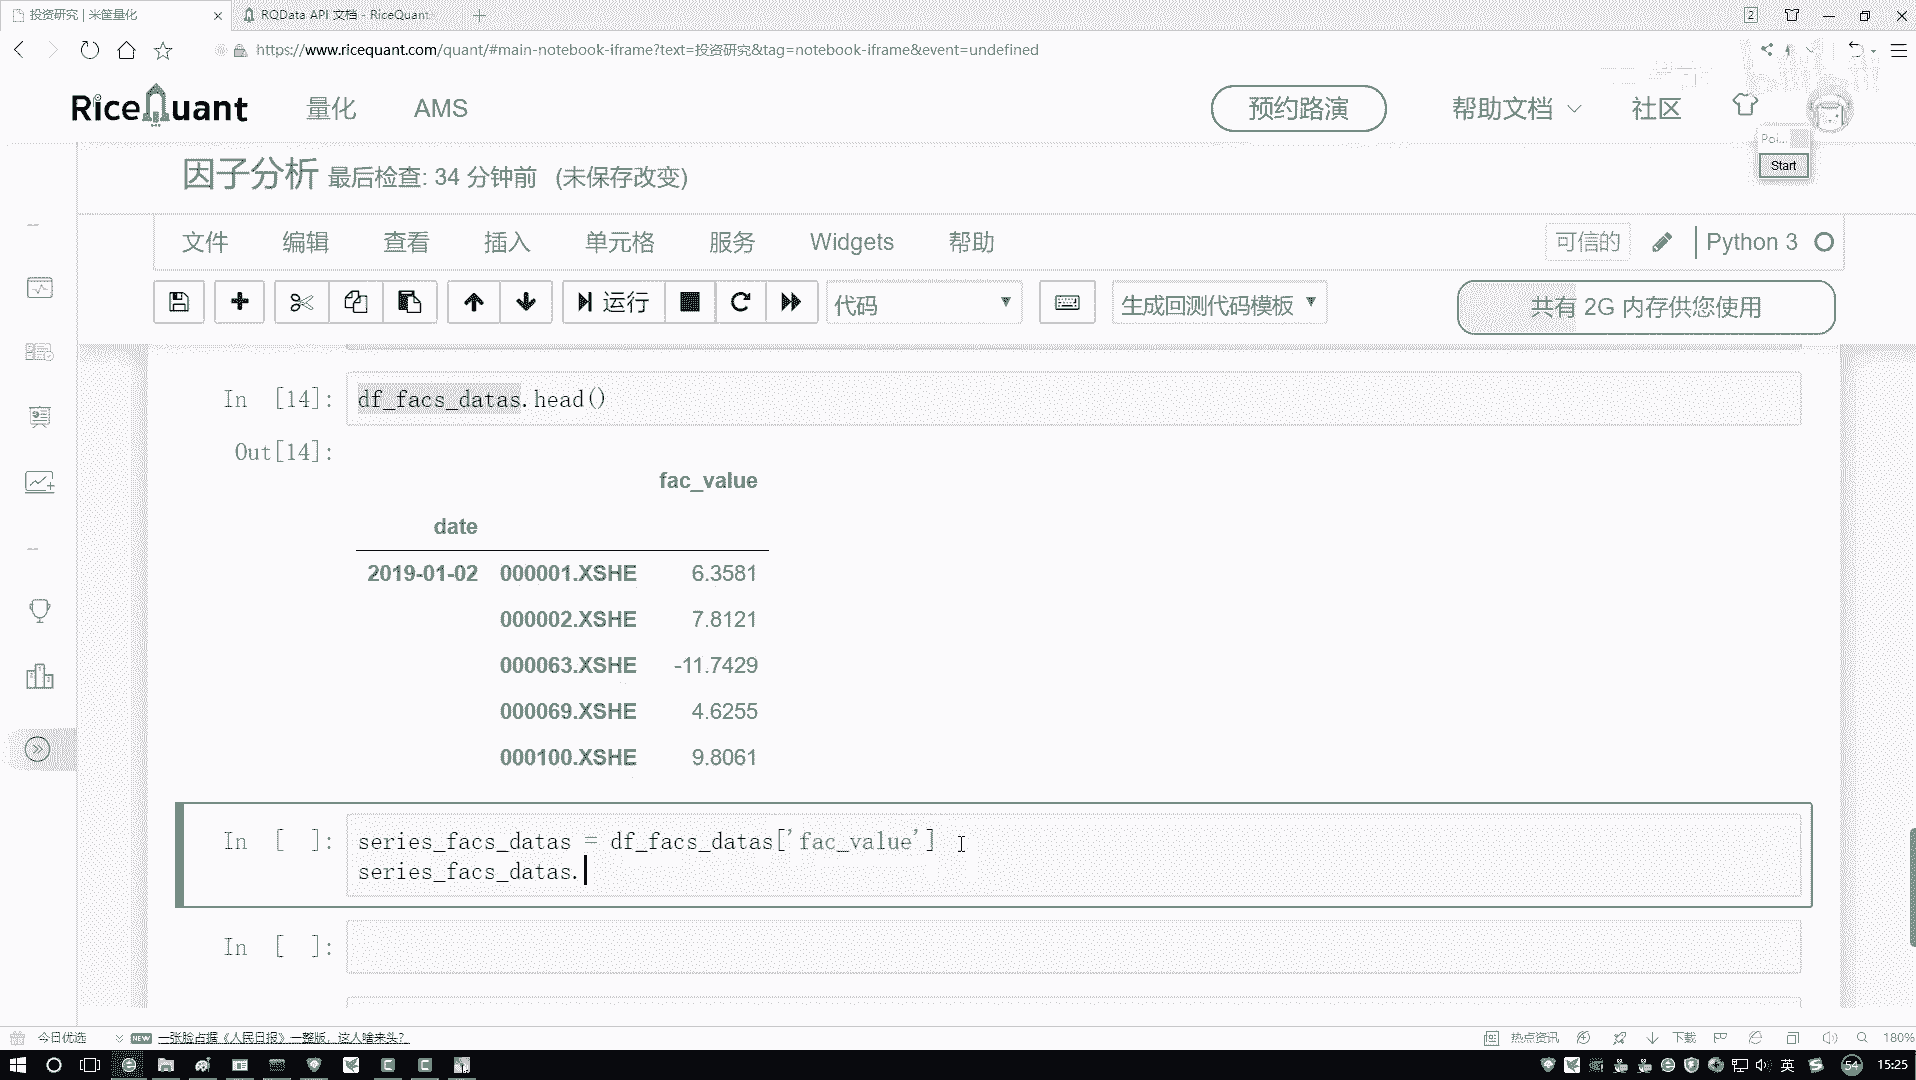 投资研究 | 米筐量化
RQData API 文档 - RiceQuant
2
https://www.ricequant.com/quant/#main-notebook-iframe?text=投资研究&tag=notebook-iframe&event=undefined
RiceQuant 量化 AMS 预约路演 帮助文档 社区
Poi...
Start
因子分析 最后检查: 34 分钟前 (未保存改变)
文件 编辑 查看 插入 单元格 服务 Widgets 帮助 可信的 Python 3
运行 代码 生成回测代码模板 共有 2G 内存供您使用
In [14]: df_facs_datas.head()
Out[14]:
fac_value
date
2019-01-02 000001.XSHE 6.3581
000002.XSHE 7.8121
000063.XSHE -11.7429
000069.XSHE 4.6255
000100.XSHE 9.8061
In [ ]: series_facs_datas = df_facs_datas['fac_value']
series_facs_datas.
In [ ]:
今日优选 NEW 一张脸占据《人民日报》一整版，这人啥来头? 热点资讯 下载 180%
英 54 15:25